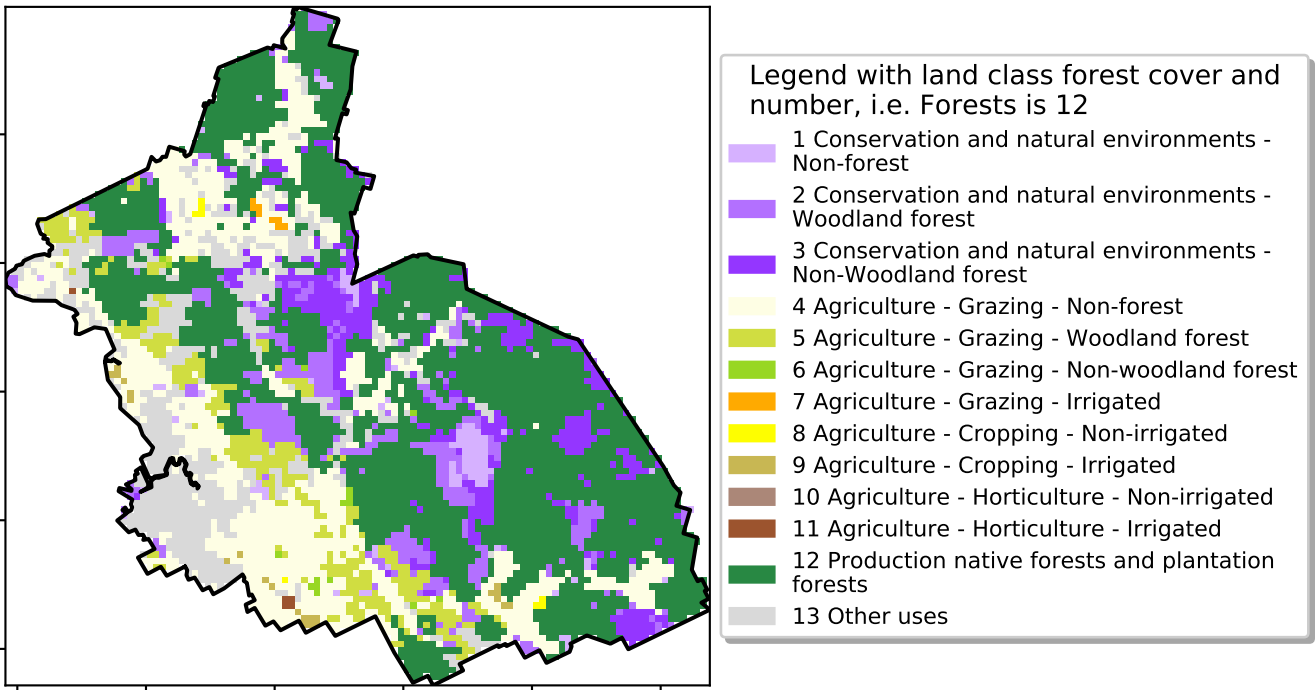 Legend with land class forest cover and
number, i.e. Forests is 12
1 Conservation and natural environments -
Non-forest
2 Conservation and natural environments -
Woodland forest
3 Conservation and natural environments -
Non-Woodland forest
4 Agriculture - Grazing - Non-forest
5 Agriculture - Grazing - Woodland forest
6 Agriculture - Grazing - Non-woodland forest
7 Agriculture - Grazing - Irrigated
8 Agriculture - Cropping - Non-irrigated
9 Agriculture - Cropping - Irrigated
10 Agriculture - Horticulture - Non-irrigated
11 Agriculture - Horticulture - Irrigated
12 Production native forests and plantation
forests
13 Other uses